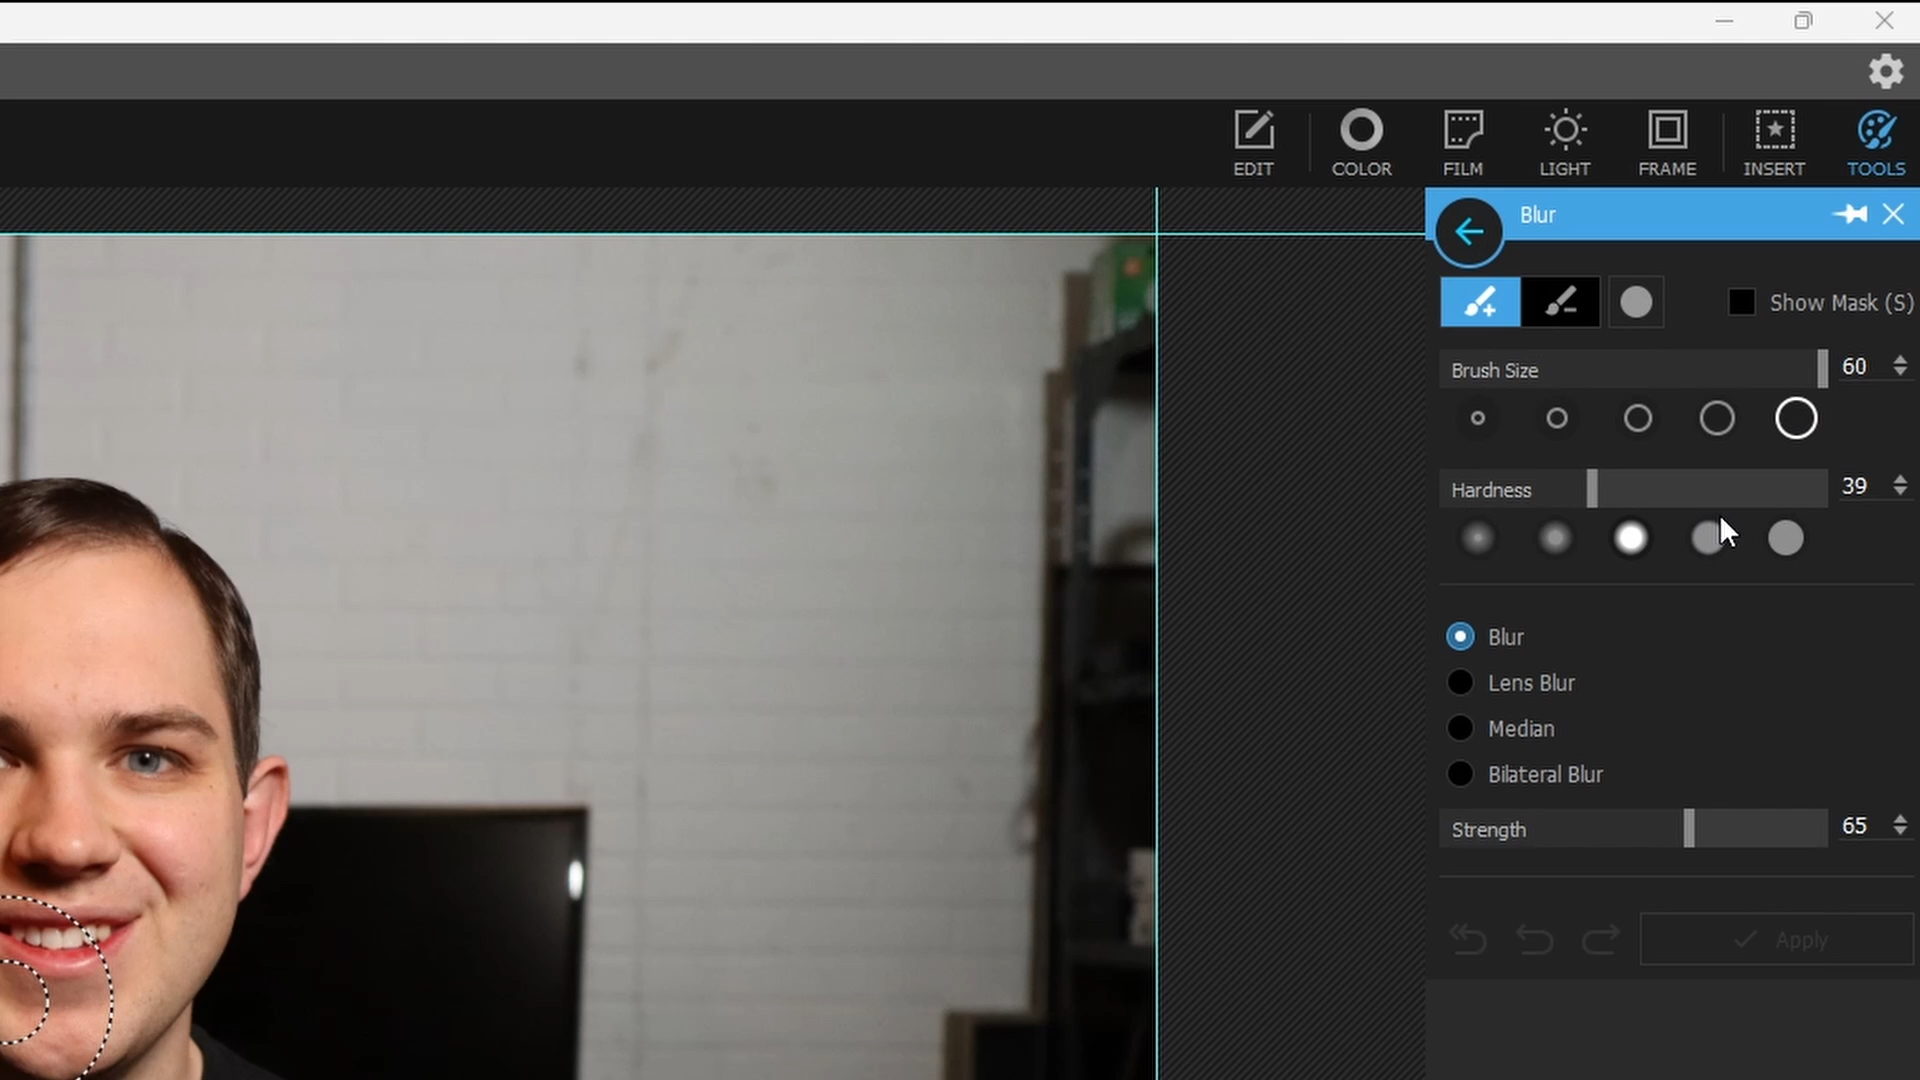 EDIT COLOR FILM LIGHT FRAME INSERT TOOLS
Blur
Show Mask (S)
Brush Size 60
Hardness 39
Blur
Lens Blur
Median
Bilateral Blur
Strength 65
Apply